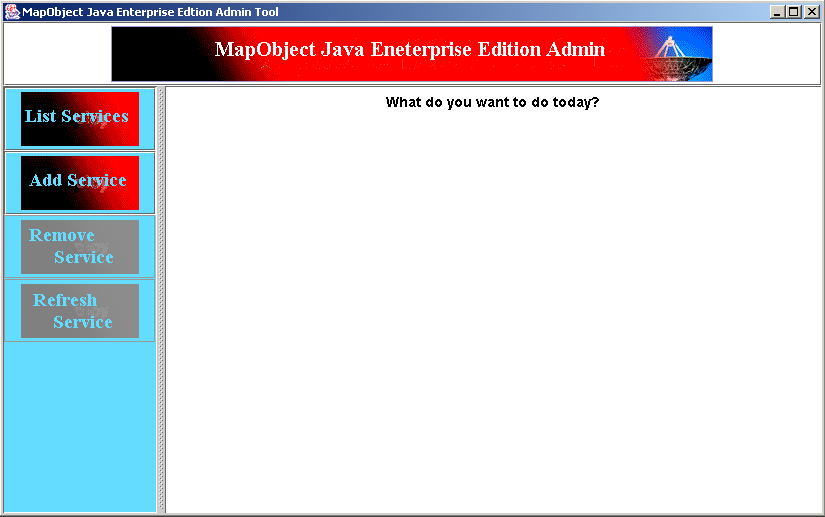 MapObject Java Enterprise Edtion Admin Tool
MapObject Java Eneterprise Edition Admin
What do you want to do today?
List Services
Add Service
Remove
Service
Refresh
Service